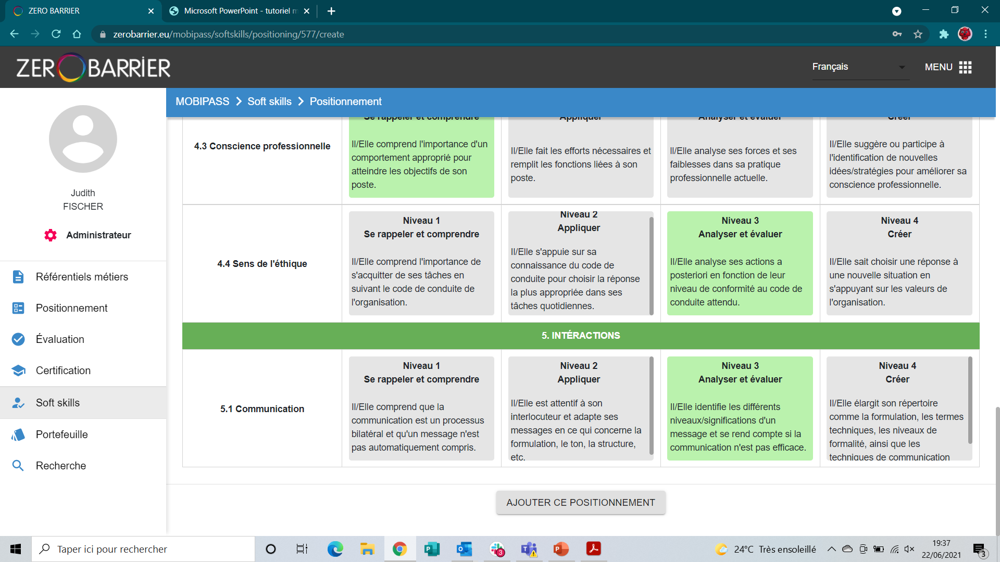 ZERO BARRIER
Microsoft PowerPoint - tutoriel m
zerobarrier.eu/mobipass/softskills/positioning/577/create
ZEROBARRIER
Français
MENU
MOBIPASS
Soft skills
Positionnement
Judith
FISCHER
Administrateur
Référentiels métiers
Positionnement
Évaluation
Certification
Soft skills
Portefeuille
Recherche
Se rappeler et comprendre
Appliquer
Analyser et évaluer
Créer
4.3 Conscience professionnelle
Il/Elle comprend l'importance d'un
comportement approprié pour
atteindre les objectifs de son
poste.
Il/Elle fait les efforts nécessaires et
remplit les fonctions liées à son
poste.
Il/Elle analyse ses forces et ses
faiblesses dans sa pratique
professionnelle actuelle.
Il/Elle suggère ou participe à
l'identification de nouvelles
idées/stratégies pour améliorer sa
conscience professionnelle.
4.4 Sens de l'éthique
Niveau 1
Se rappeler et comprendre
Il/Elle comprend l'importance de
s'acquitter de ses tâches en
suivant le code de conduite de
l'organisation.
Niveau 2
Appliquer
Il/Elle s'appuie sur sa
connaissance du code de
conduite pour choisir la réponse
la plus appropriée dans ses
tâches quotidiennes.
Niveau 3
Analyser et évaluer
Il/Elle analyse ses actions a
posteriori en fonction de leur
niveau de conformité au code de
conduite attendu.
Niveau 4
Créer
Il/Elle sait choisir une réponse à
une nouvelle situation en
s'appuyant sur les valeurs de
l'organisation.
5. INTÉRACTIONS
5.1 Communication
Niveau 1
Se rappeler et comprendre
Il/Elle comprend que la
communication est un processus
bilatéral et qu'un message n'est
pas automatiquement compris.
Niveau 2
Appliquer
Il/Elle est attentif à son
interlocuteur et adapte ses
messages en ce qui concerne la
formulation, le ton, la structure,
etc.
Niveau 3
Analyser et évaluer
Il/Elle identifie les différents
niveaux/significations d'un
message et se rend compte si la
communication n'est pas efficace.
Niveau 4
Créer
Il/Elle élargit son répertoire
comme la formulation, les termes
techniques, les niveaux de
formalité, ainsi que les
techniques de communication
AJOUTER CE POSITIONNEMENT
Taper ici pour rechercher
3
24°C Très ensoleillé
19:37
22/06/2021
3